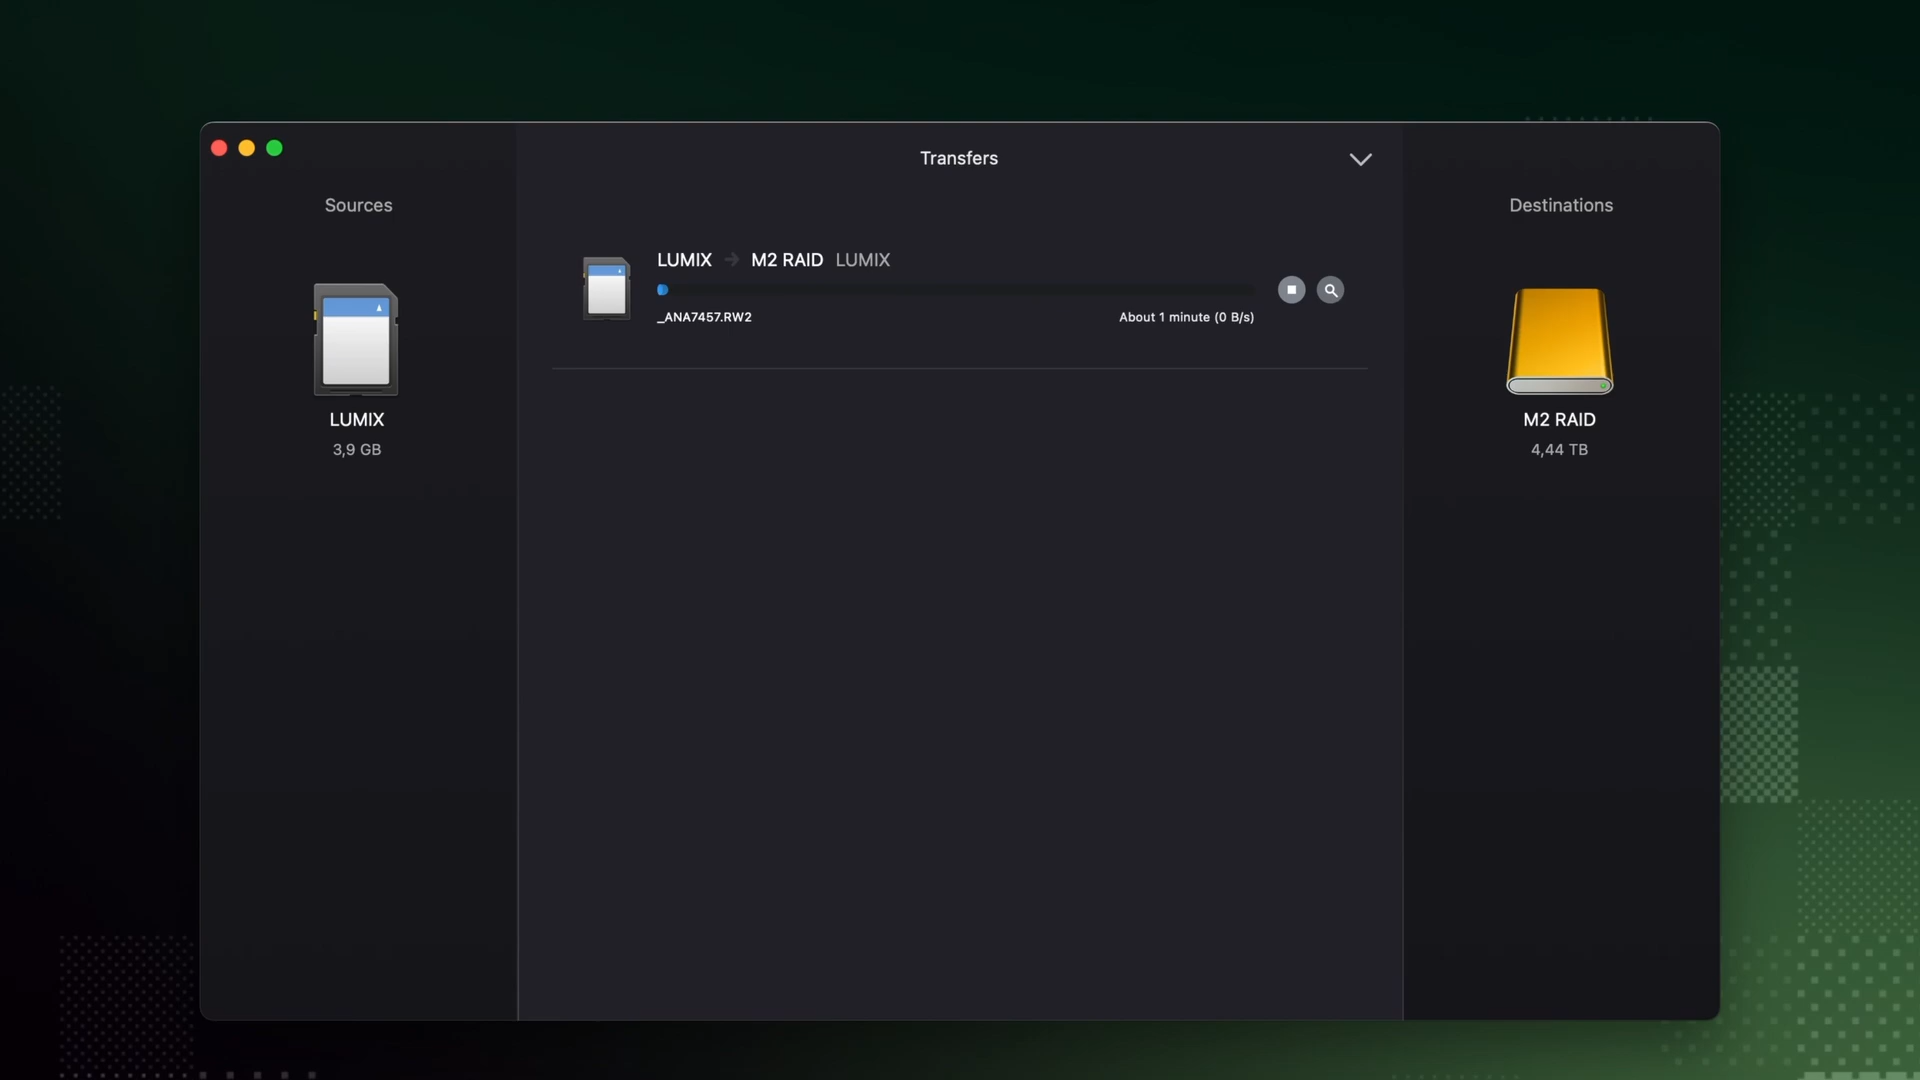 Transfers
Sources
Destinations
LUMIX → M2 RAID LUMIX
_ANA7457.RW2
About 1 minute (0 B/s)
LUMIX
3,9 GB
M2 RAID
4,44 TB